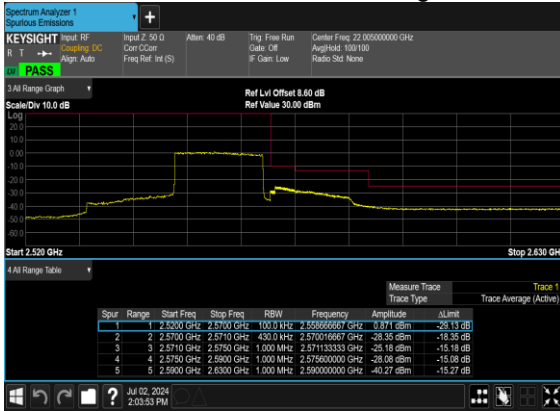 Spectrum Analyzer 1
Spurious Emissions
+
KEYSIGHT
R T
PASS
Input: RF
Coupling: DC
Align: Auto
Input Z: 50 Ω
Corr CCorr
Freq Ref: Int (S)
Atten: 40 dB
Trig: Free Run
Gate: Off
IF Gain: Low
Center Freq: 22.005000000 GHz
Avg|Hold: 100/100
Radio Std: None
3 All Range Graph
Scale/Div 10.0 dB
Ref Lvl Offset 8.60 dB
Ref Value 30.00 dBm
Log
20.0
10.0
0.00
-10.0
-20.0
-30.0
-40.0
-50.0
-60.0
Start 2.520 GHz
Stop 2.630 GH
4 All Range Table
Measure Trace Trace 1
Trace Type Trace Average (Active)
Spur Range Start Freq Stop Freq RBW Frequency Amplitude ΔLimit
1 1 2.5200 GHz 2.5700 GHz 100.0 kHz 2.558666667 GHz 0.871 dBm -29.13 dB
2 2 2.5700 GHz 2.5710 GHz 430.0 kHz 2.570016667 GHz -28.35 dBm -18.35 dB
3 3 2.5710 GHz 2.5750 GHz 1.000 MHz 2.571133333 GHz -25.18 dBm -15.18 dB
4 4 2.5750 GHz 2.5900 GHz 1.000 MHz 2.575600000 GHz -28.08 dBm -15.08 dB
5 5 2.5900 GHz 2.6300 GHz 1.000 MHz 2.590000000 GHz -40.27 dBm -15.27 dB
?
Jul 02, 2024
2:03:53 PM